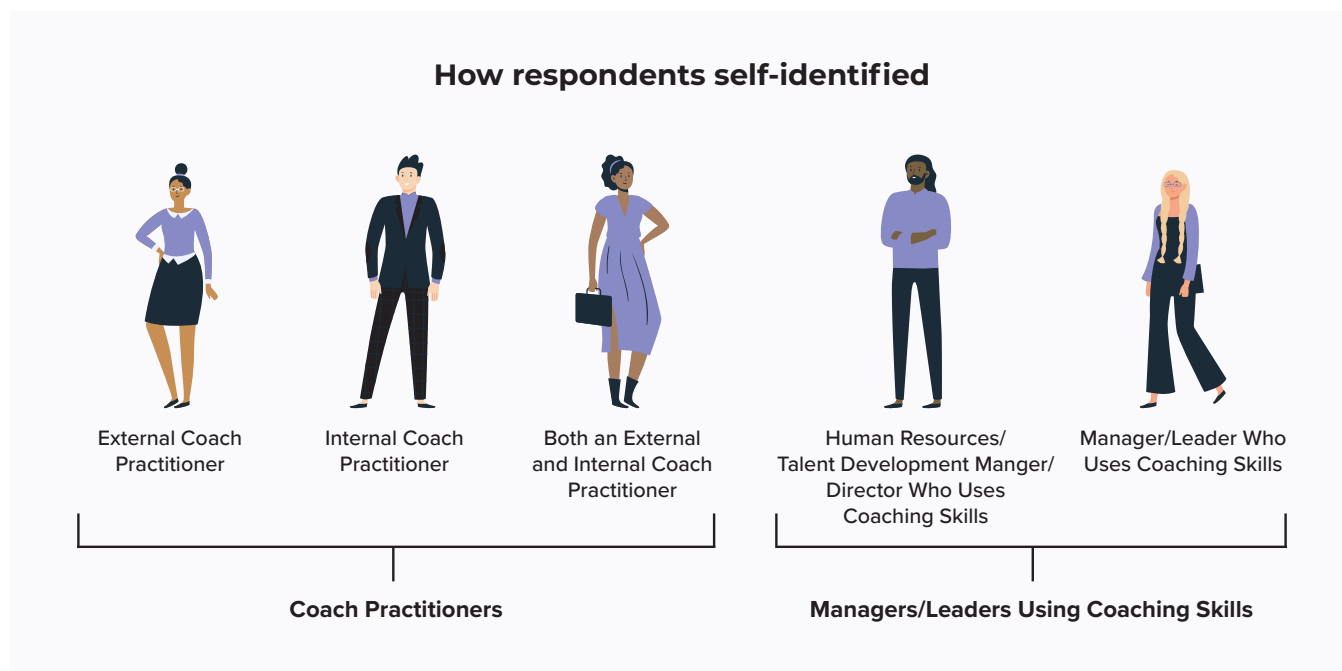 How respondents self-identified
External Coach
Practitioner
Internal Coach
Practitioner
Both an External
and Internal Coach
Practitioner
Human Resources/
Talent Development Manger/
Director Who Uses
Coaching Skills
Manager/Leader Who
Uses Coaching Skills
Coach Practitioners
Managers/Leaders Using Coaching Skills